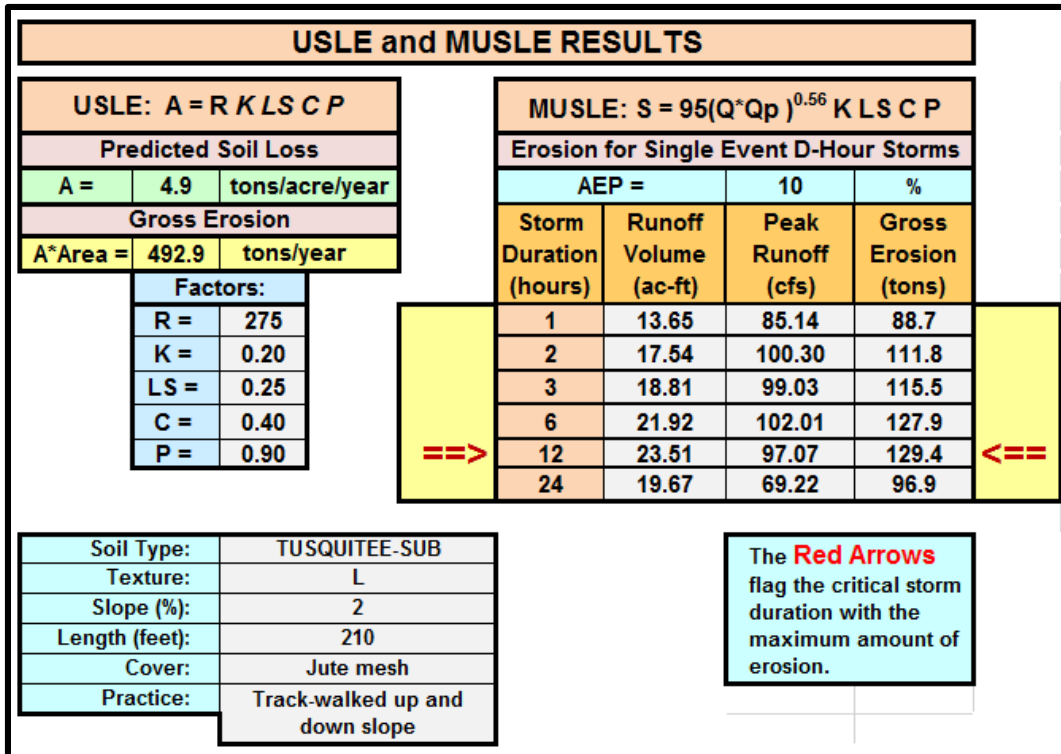 USLE and MUSLE RESULTS
USLE: A = R K LS C P
Predicted Soil Loss
A = 4.9 tons/acre/year
Gross Erosion
A*Area = 492.9 tons/year
Factors:
R = 275
K = 0.20
LS = 0.25
C = 0.40
P = 0.90
MUSLE: S = 95(Q*Qp )^0.56 K LS C P
Erosion for Single Event D-Hour Storms
AEP = 10 %
Storm Duration (hours) Runoff Volume (ac-ft) Peak Runoff (cfs) Gross Erosion (tons)
1 13.65 85.14 88.7
2 17.54 100.30 111.8
3 18.81 99.03 115.5
6 21.92 102.01 127.9
==> 12 23.51 97.07 129.4 <==
24 19.67 69.22 96.9
Soil Type: TUSQUITEE-SUB
Texture: L
Slope (%): 2
Length (feet): 210
Cover: Jute mesh
Practice: Track-walked up and
down slope
The Red Arrows
flag the critical storm
duration with the
maximum amount of
erosion.